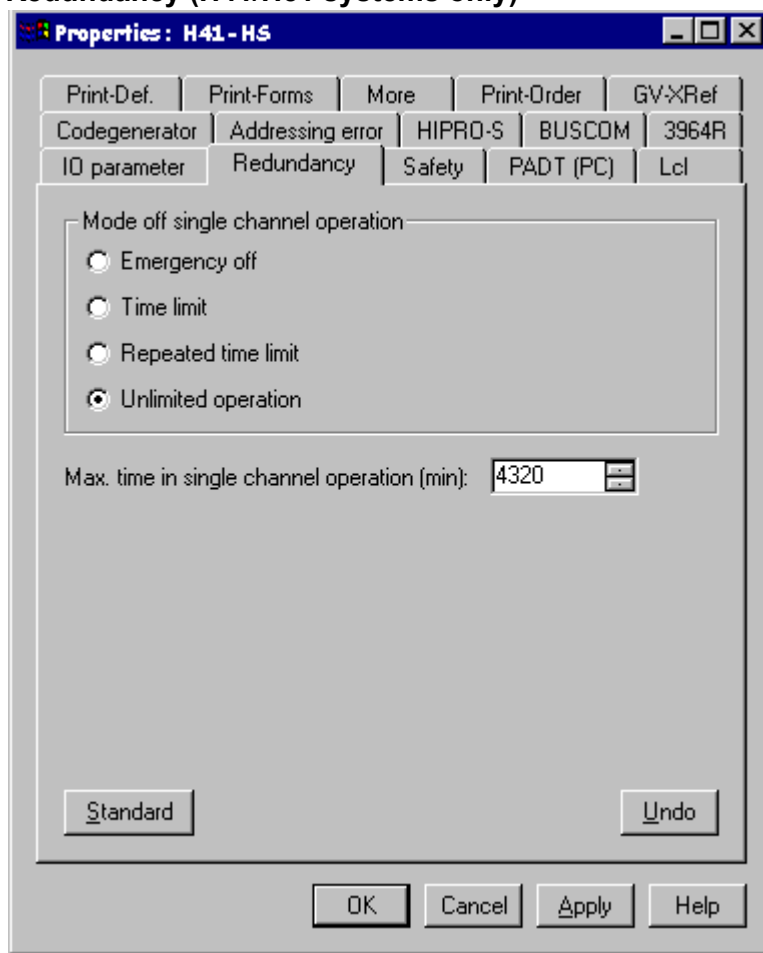 Redundancy (H41/H51 systems only)
Properties: H41-HS
Print-Def. Print-Forms More Print-Order GV-XRef
Codegenerator Addressing error HIPRO-S BUSCOM 3964R
IO parameter Redundancy Safety PADT (PC) Lcl
Mode off single channel operation
Emergency off
Time limit
Repeated time limit
Unlimited operation
Max. time in single channel operation (min): 4320
Standard Undo
OK Cancel Apply Help